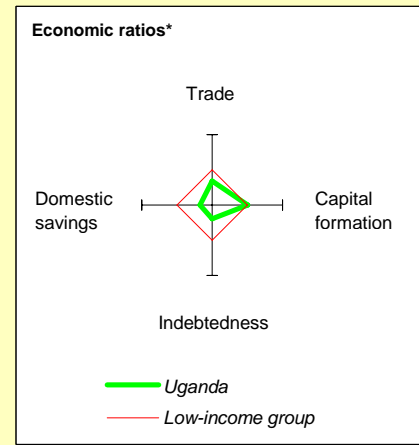 Economic ratios*
Trade
Domestic
savings
Capital
formation
Indebtedness
Uganda
Low-income group